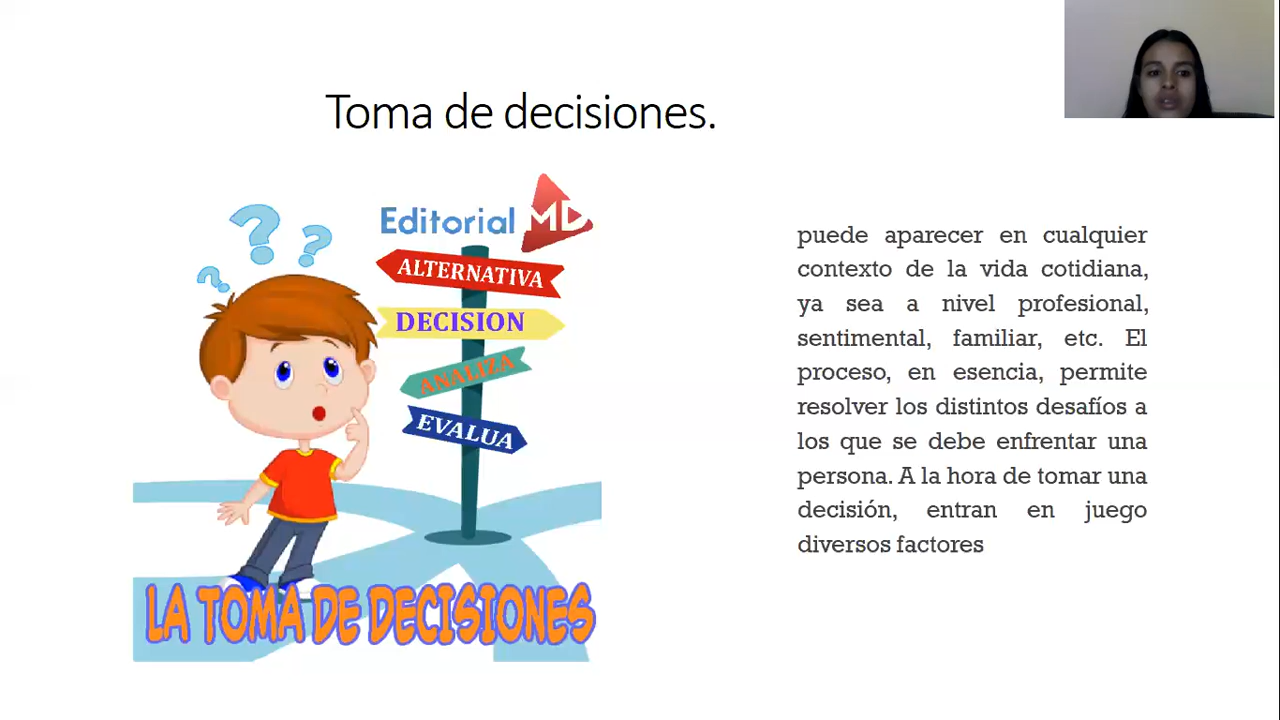 Toma de decisiones.
Editorial MD
ALTERNATIVA
DECISION
ANALIZA
EVALUA
LA TOMA DE DECISIONES
puede aparecer en cualquier
contexto de la vida cotidiana,
ya sea a nivel profesional,
sentimental, familiar, etc. El
proceso, en esencia, permite
resolver los distintos desafíos a
los que se debe enfrentar una
persona. A la hora de tomar una
decisión, entran en juego
diversos factores